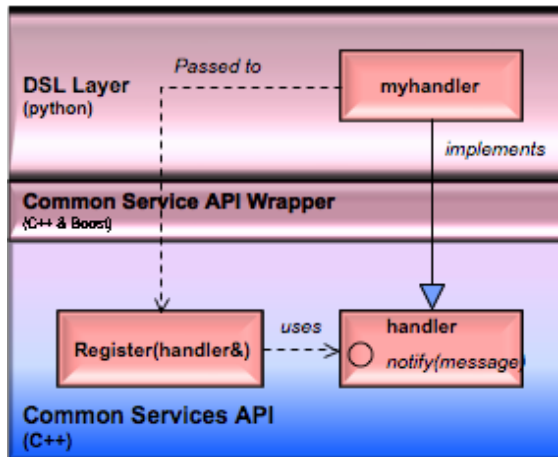 Passed to
DSL Layer
(python)
myhandler
implements
Common Service API Wrapper
(C++ & Boost)
Register(handler&)
uses
handler
notify(message)
Common Services API
(C++)